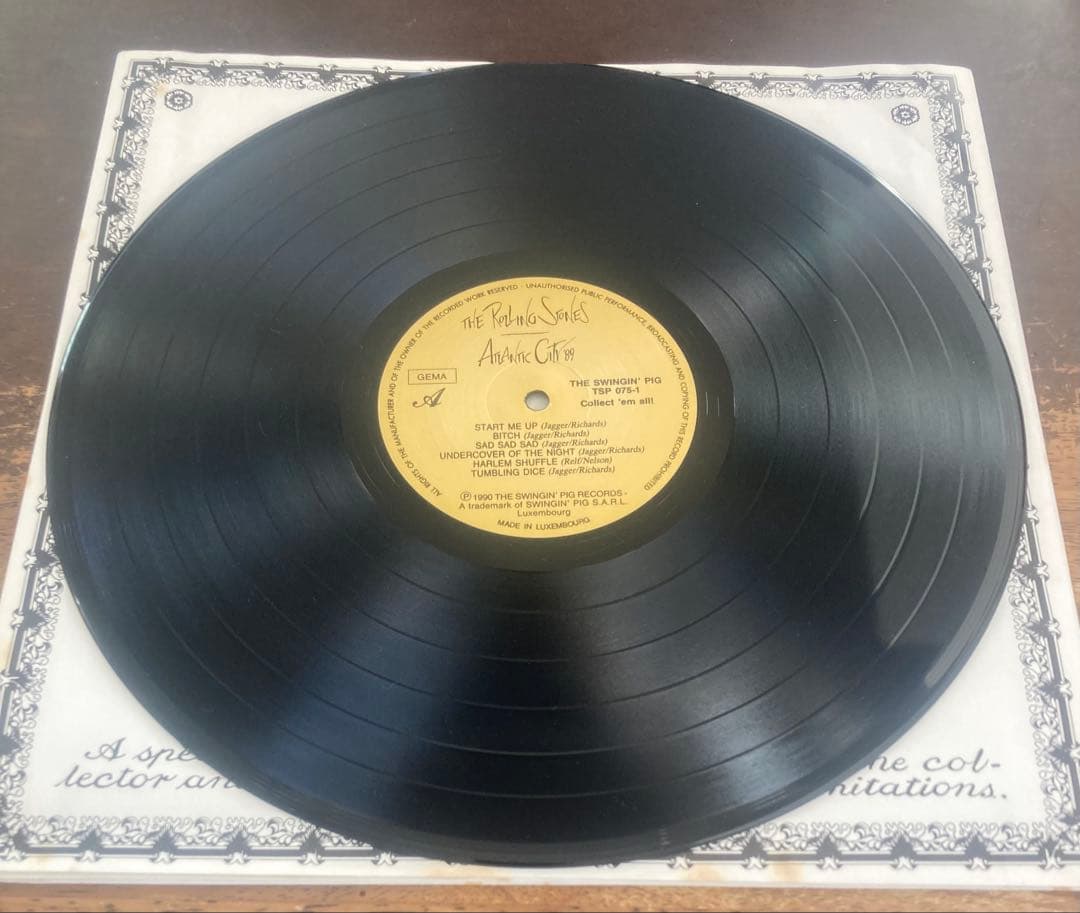 ALL RIGHTS OF THE MANUFACTURER AND OF THE OWNER OF THE RECORDED WORK RESERVED · UNAUTHORISED PUBLIC PERFORMANCE BROADCASTING AND COPYING OF THIS RECORD PROHIBITED
THE ROLLING STONES
ATLANTIC CITY '89
GEMA
A
THE SWINGIN' PIG
TSP 075-1
Collect 'em all!
START ME UP (Jagger/Richards)
BITCH (Jagger/Richards)
SAD SAD SAD (Jagger/Richards)
UNDERCOVER OF THE NIGHT (Jagger/Richards)
HARLEM SHUFFLE (Relf/Nelson)
TUMBLING DICE (Jagger/Richards)
℗ 1990 THE SWINGIN' PIG RECORDS -
A trademark of SWINGIN' PIG S.A.R.L.
Luxembourg
MADE IN LUXEMBOURG
A spe
he col-
lector an
itations.